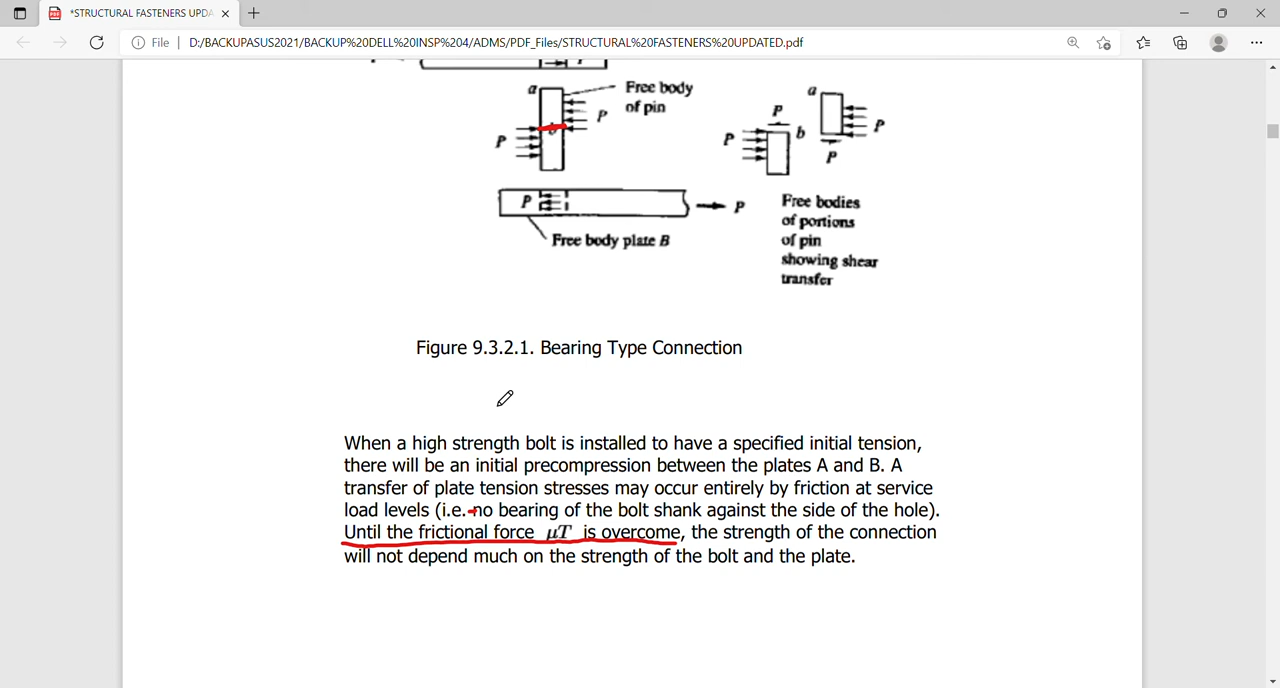 *STRUCTURAL FASTENERS UPDA
File | D:/BACKUPASUS2021/BACKUP%20DELL%20INSP%204/ADMS/PDF_Files/STRUCTURAL%20FASTENERS%20UPDATED.pdf
a
Free body
of pin
P
P
a
P
P
b
P
P
P
P
Free body plate B
Free bodies
of portions
of pin
showing shear
transfer
Figure 9.3.2.1. Bearing Type Connection
When a high strength bolt is installed to have a specified initial tension,
there will be an initial precompression between the plates A and B. A
transfer of plate tension stresses may occur entirely by friction at service
load levels (i.e. no bearing of the bolt shank against the side of the hole).
Until the frictional force μT is overcome, the strength of the connection
will not depend much on the strength of the bolt and the plate.